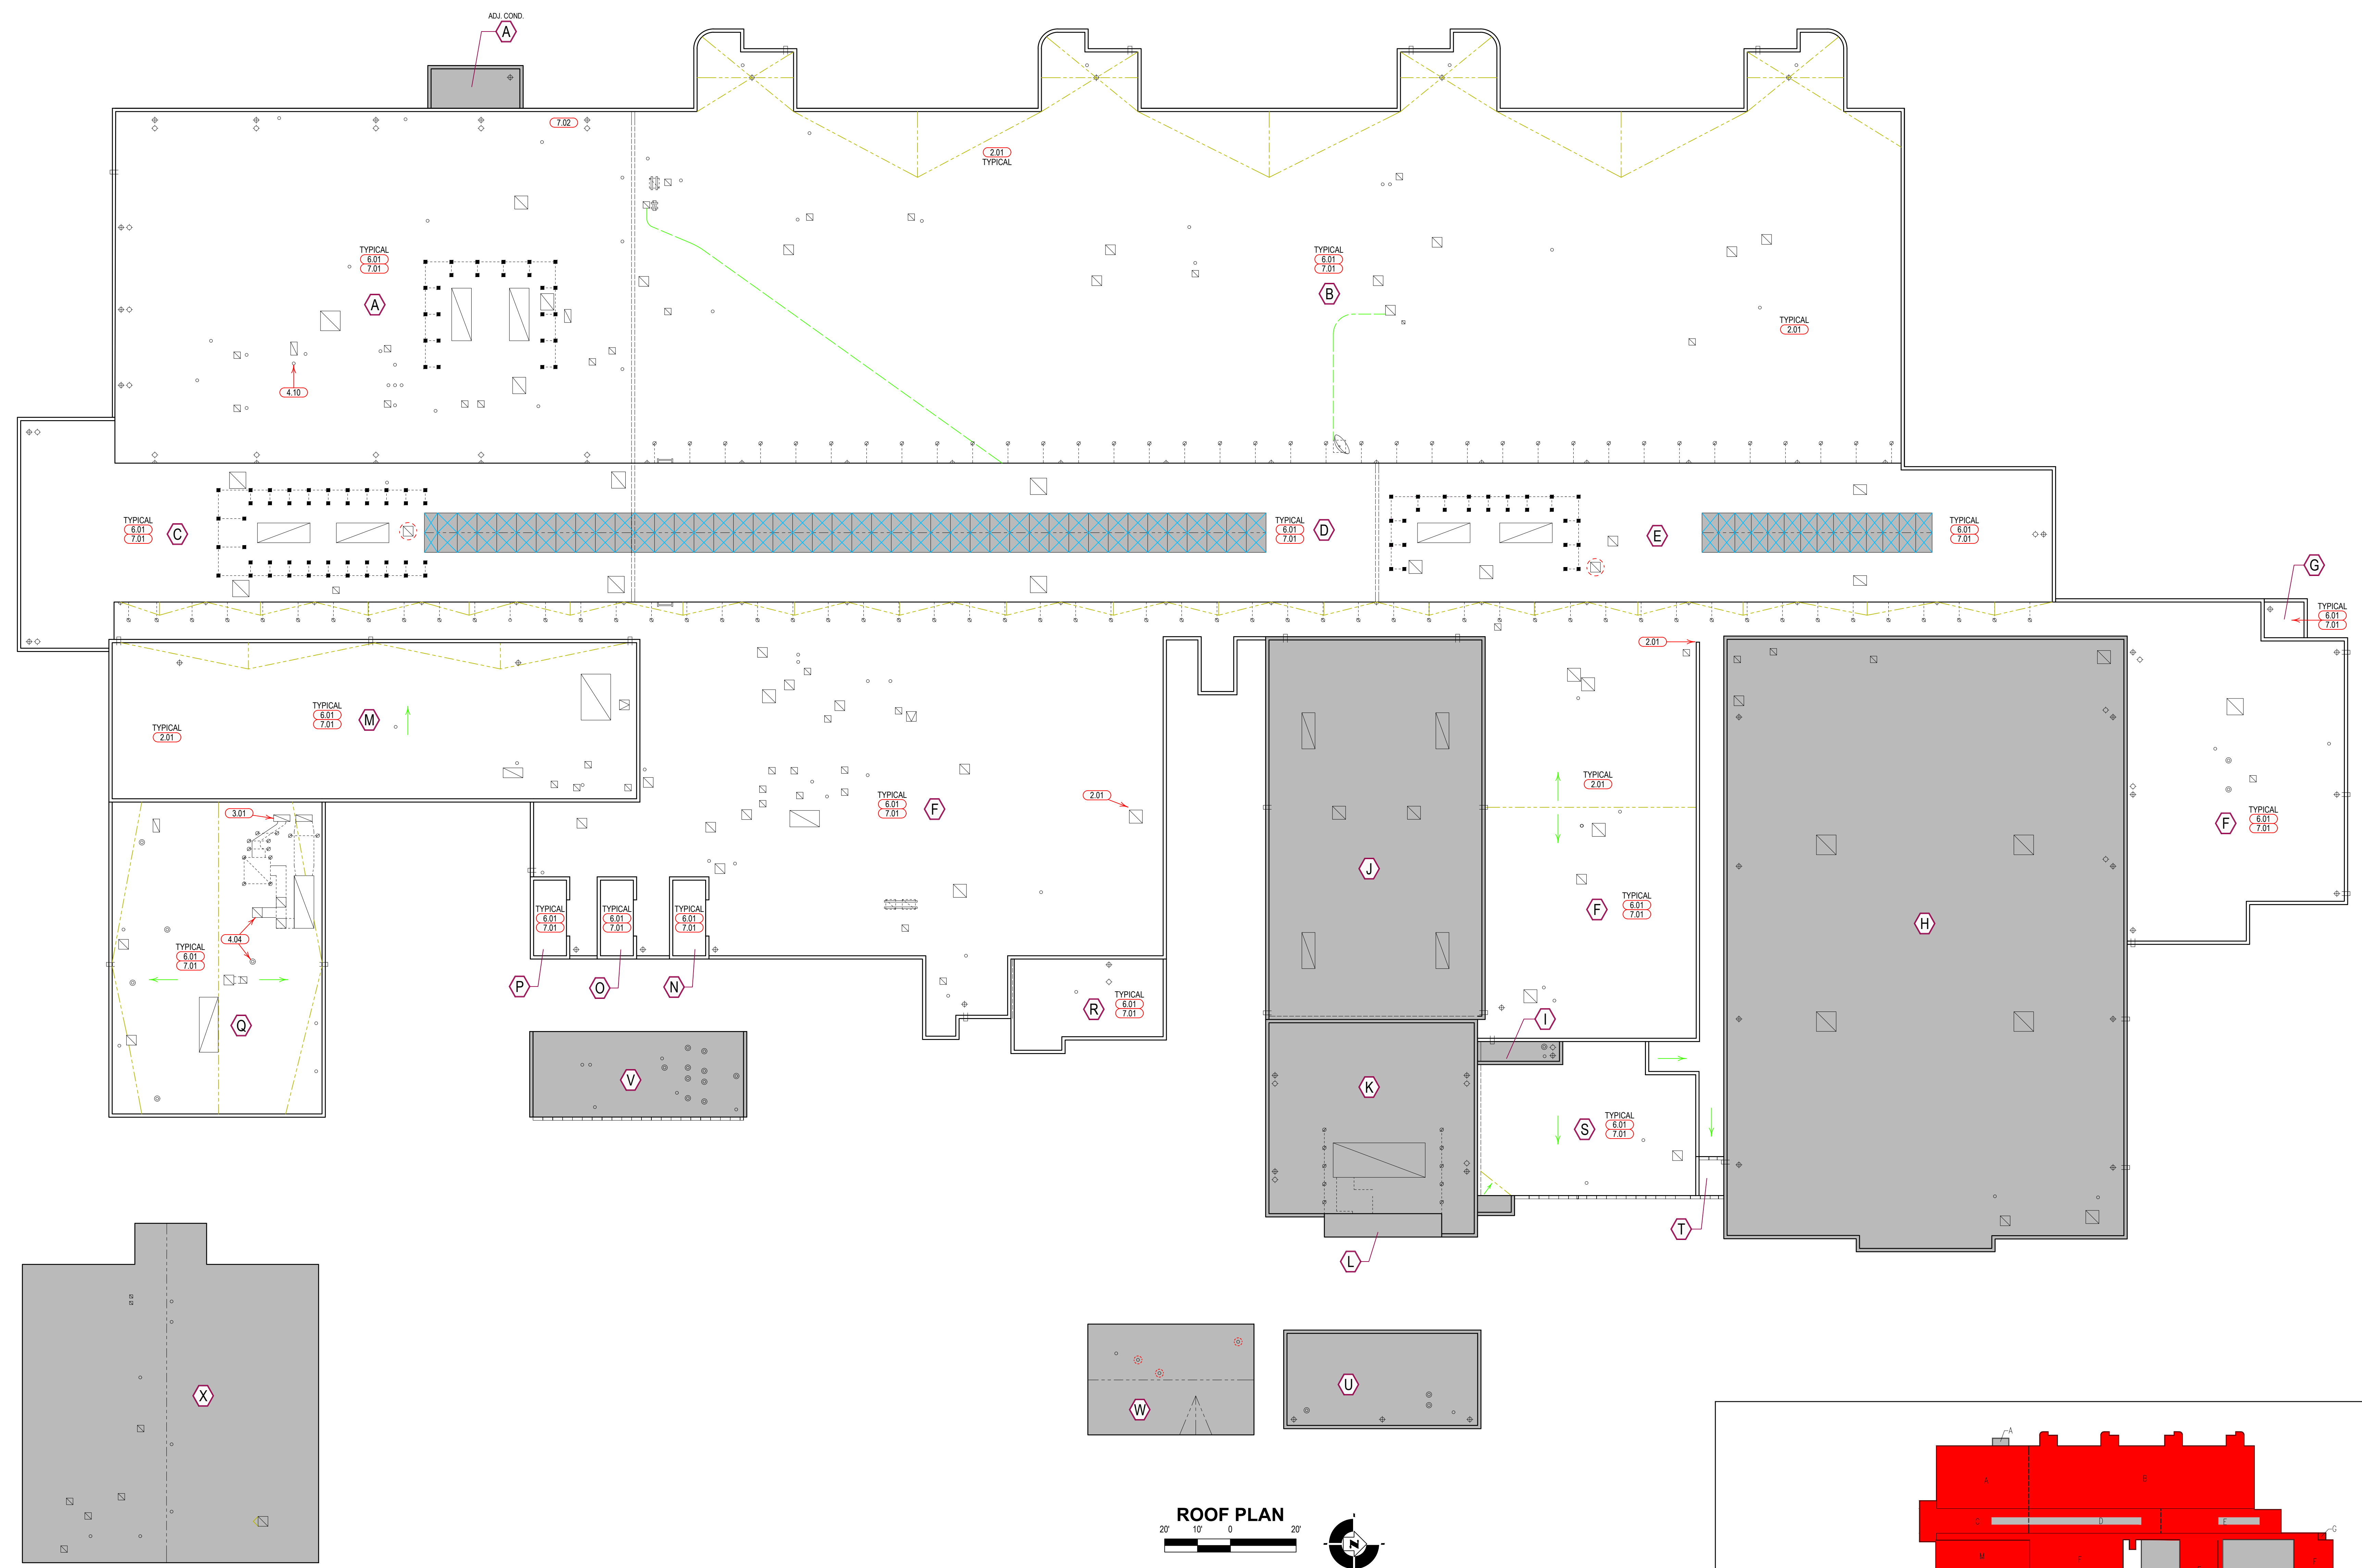 ADJ. COND.
A
7.02
2.01
TYPICAL
TYPICAL
6.01
7.01
A
TYPICAL
6.01
7.01
B
TYPICAL
2.01
4.10
TYPICAL
6.01
7.01
C
TYPICAL
6.01
7.01
D
E
TYPICAL
6.01
7.01
G
TYPICAL
6.01
7.01
2.01
TYPICAL
6.01
7.01
M
TYPICAL
2.01
TYPICAL
2.01
3.01
TYPICAL
6.01
7.01
F
2.01
TYPICAL
6.01
7.01
F
J
TYPICAL
6.01
7.01
F
H
4.04
TYPICAL
6.01
7.01
TYPICAL
6.01
7.01
TYPICAL
6.01
7.01
TYPICAL
6.01
7.01
P
O
N
Q
R
TYPICAL
6.01
7.01
I
V
K
S
TYPICAL
6.01
7.01
T
L
X
W
U
ROOF PLAN
20' 10' 0 20'
N
A
A
B
C
D
E
G
M
F
F